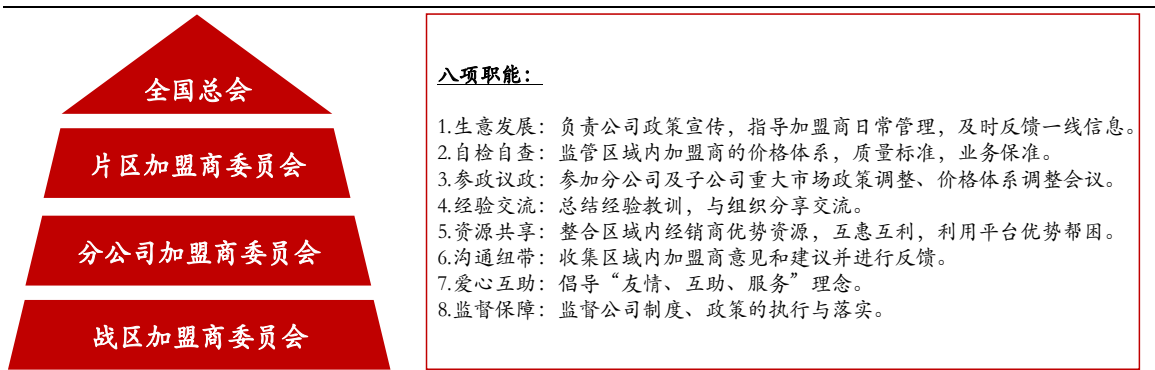 全国总会
片区加盟商委员会
分公司加盟商委员会
战区加盟商委员会
八项职能：
1.生意发展：负责公司政策宣传，指导加盟商日常管理，及时反馈一线信息。
2.自检自查：监管区域内加盟商的价格体系，质量标准，业务保准。
3.参政议政：参加分公司及子公司重大市场政策调整、价格体系调整会议。
4.经验交流：总结经验教训，与组织分享交流。
5.资源共享：整合区域内经销商优势资源，互惠互利，利用平台优势帮困。
6.沟通纽带：收集区域内加盟商意见和建议并进行反馈。
7.爱心互助：倡导“友情、互助、服务”理念。
8.监督保障：监督公司制度、政策的执行与落实。